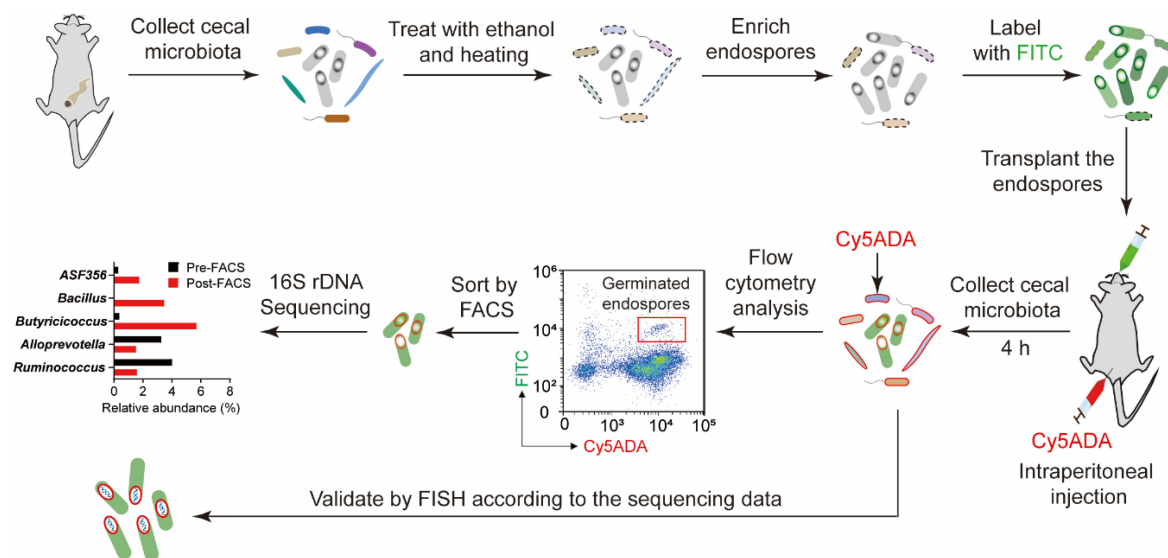 Collect cecal
microbiota
Treat with ethanol
and heating
Enrich
endospores
Label
with FITC
Transplant the
endospores
Cy5ADA
Collect cecal
microbiota
4 h
Cy5ADA
Intraperitoneal
injection
Flow
cytometry
analysis
Germinated
endospores
10⁶
10⁵
10⁴
10³
10²
0
FITC
0
10³
10⁴
10⁵
Cy5ADA
Sort by
FACS
16S rDNA
Sequencing
Pre-FACS
Post-FACS
ASF356
Bacillus
Butyricicoccus
Alloprevotella
Ruminococcus
0 2 4 6 8
Relative abundance (%)
Validate by FISH according to the sequencing data